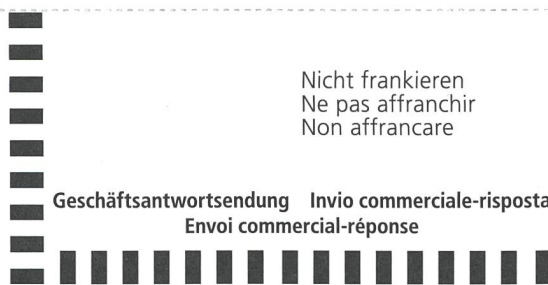 Nicht frankieren
Ne pas affranchir
Non affrancare
Geschäftsantwortsendung Invio commerciale-risposta
Envoi commercial-réponse